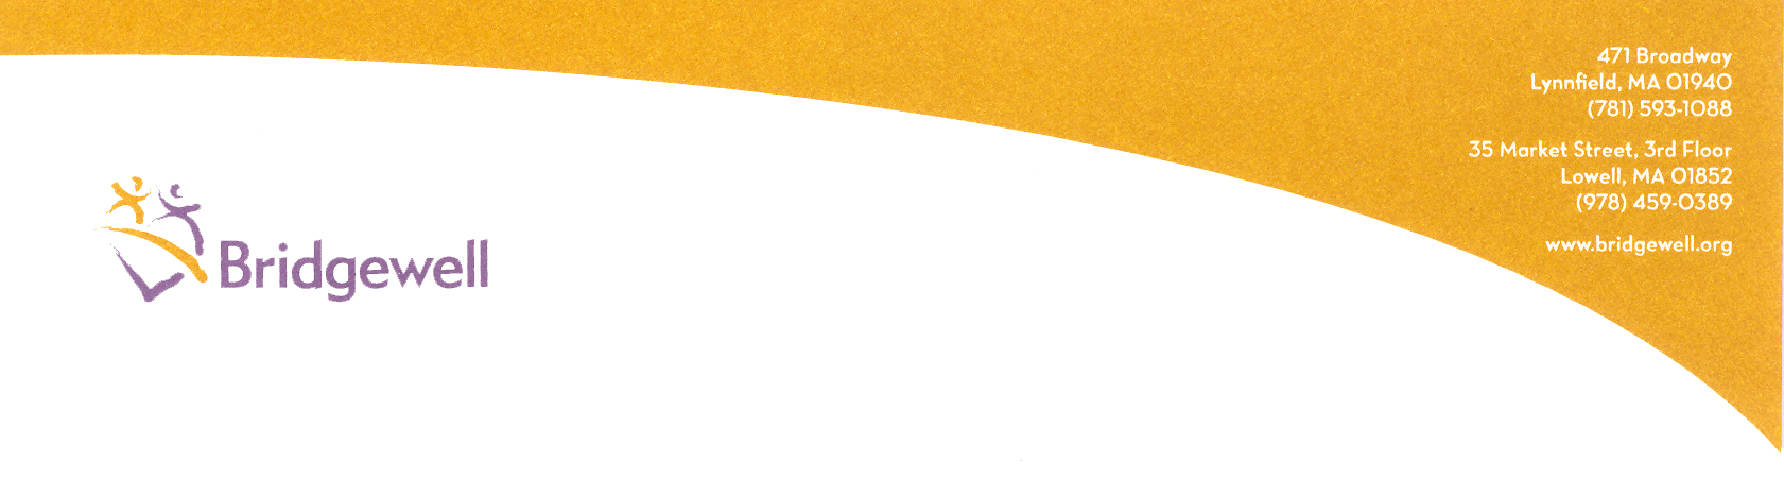 471 Broadway
Lynnfield, MA 01940
(781) 593-1088
35 Market Street, 3rd Floor
Lowell, MA 01852
(978) 459-0389
www.bridgewell.org
Bridgewell